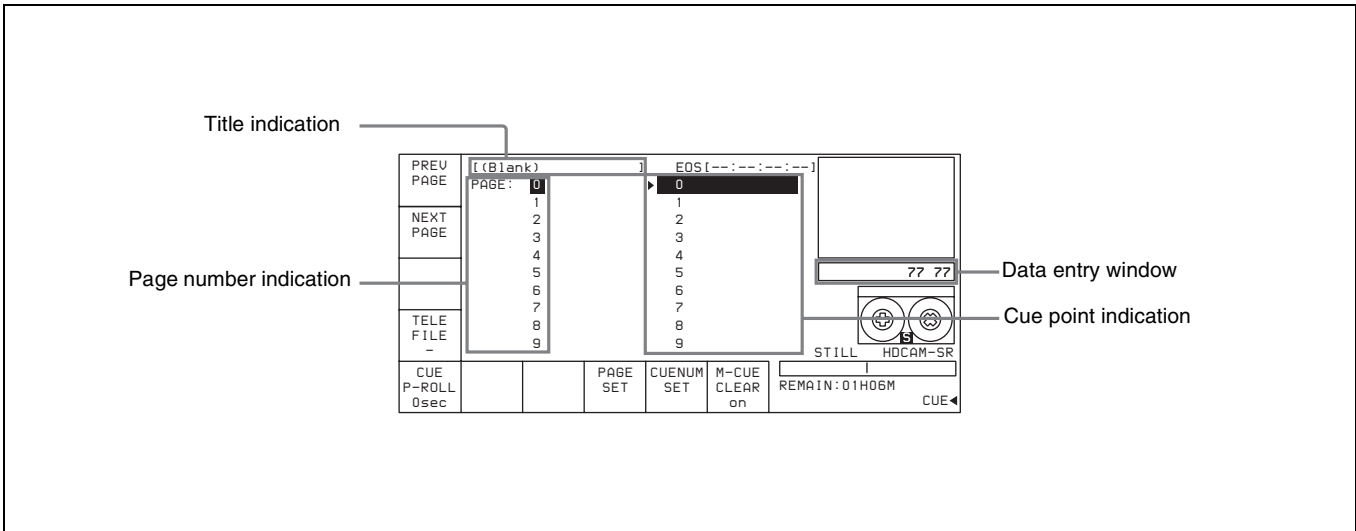 Title indication
PREV
PAGE
[(Blank) ]
EOS[--:--:--:--]
PAGE: 0
1
2
3
4
5
6
7
8
9
▶ 0
1
2
3
4
5
6
7
8
9
NEXT
PAGE
Page number indication
77 77
Data entry window
Cue point indication
TELE
FILE
-
S
STILL HDCAM-SR
CUE
P-ROLL
0sec
PAGE
SET
CUENUM
SET
M-CUE
CLEAR
on
REMAIN:01H06M
CUE◀